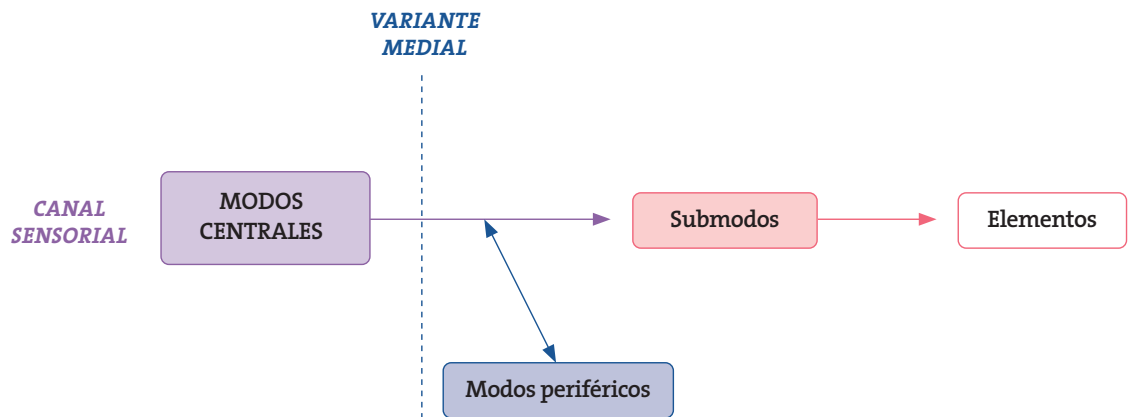 VARIANTE
MEDIAL
CANAL
SENSORIAL
MODOS
CENTRALES
Submodos
Elementos
Modos periféricos